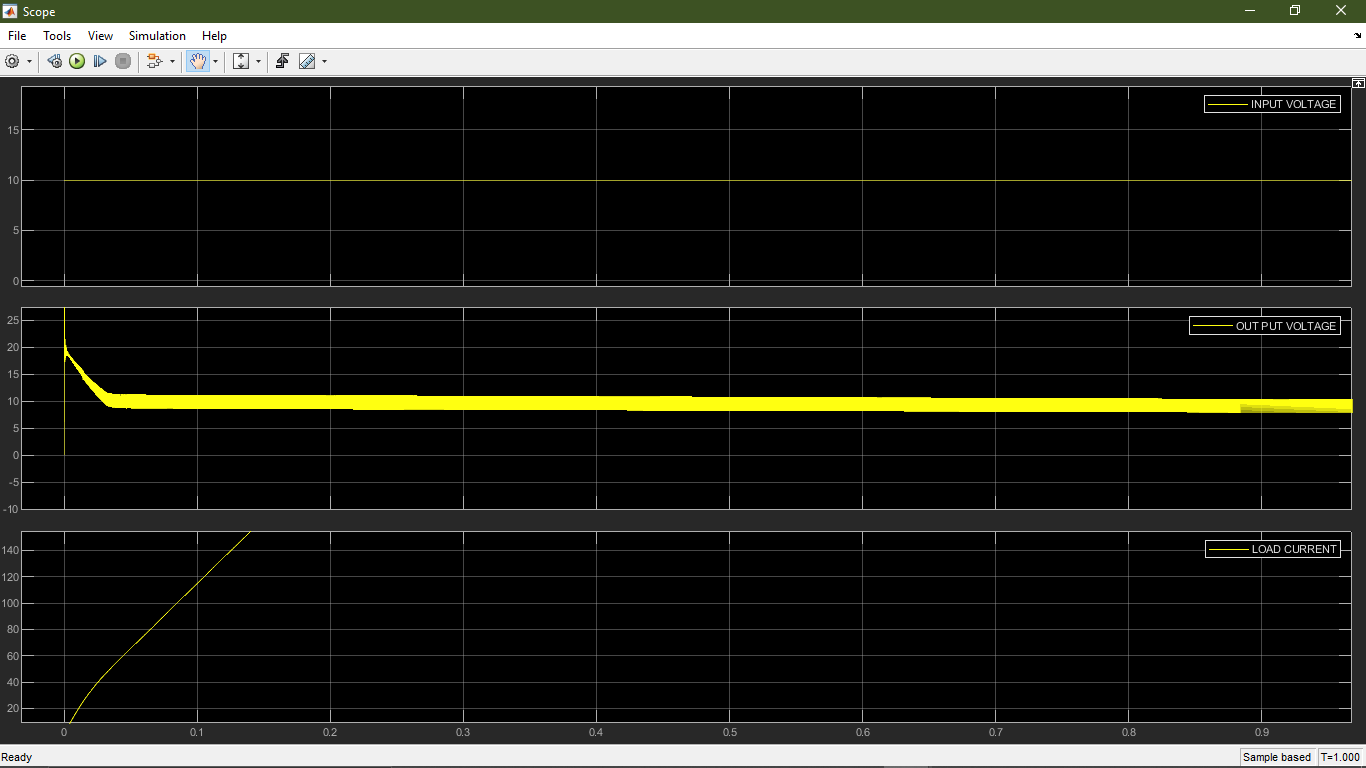 Scope
File Tools View Simulation Help
INPUT VOLTAGE
15
10
5
0
OUT PUT VOLTAGE
25
20
15
10
5
0
-5
-10
LOAD CURRENT
140
120
100
80
60
40
20
0 0.1 0.2 0.3 0.4 0.5 0.6 0.7 0.8 0.9
Ready Sample based T=1.000